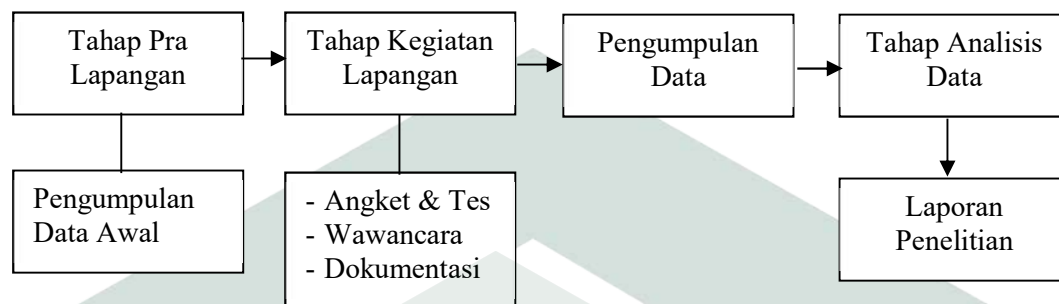 Tahap Pra
Lapangan
Tahap Kegiatan
Lapangan
Pengumpulan
Data
Tahap Analisis
Data
Pengumpulan
Data Awal
- Angket & Tes
- Wawancara
- Dokumentasi
Laporan
Penelitian